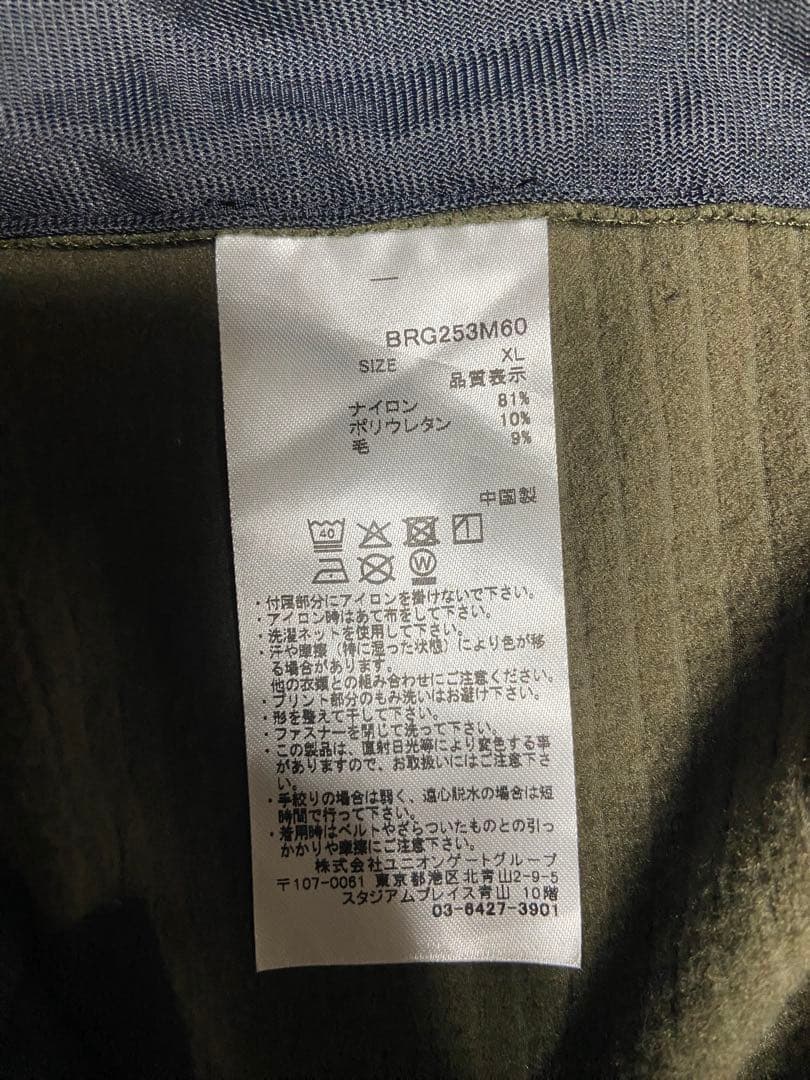 BRG253M60
SIZE XL
品質表示
ナイロン 81%
ポリウレタン 10%
毛 9%
中国製
40
W
・付属部分にアイロンを掛けないで下さい。
・アイロン時はあて布をして下さい。
・洗濯ネットを使用して下さい。
・汗や摩擦（特に湿った状態）により色が移
る場合があります。
他の衣類との組み合わせにご注意ください。
・プリント部分のもみ洗いはお避け下さい。
・形を整えて干して下さい。
・ファスナーを閉じて洗って下さい。
・この製品は、直射日光等により変色する事
がありますので、お取扱いにはご注意下さ
い。
・手絞りの場合は弱く、遠心脱水の場合は短
時間で行って下さい。
・着用時はベルトやざらついたものとの引っ
かかりや摩擦にご注意下さい。
株式会社ユニオンゲートグループ
〒107-0061 東京都港区北青山2-9-5
スタジアムプレイス青山 10階
03-6427-3901